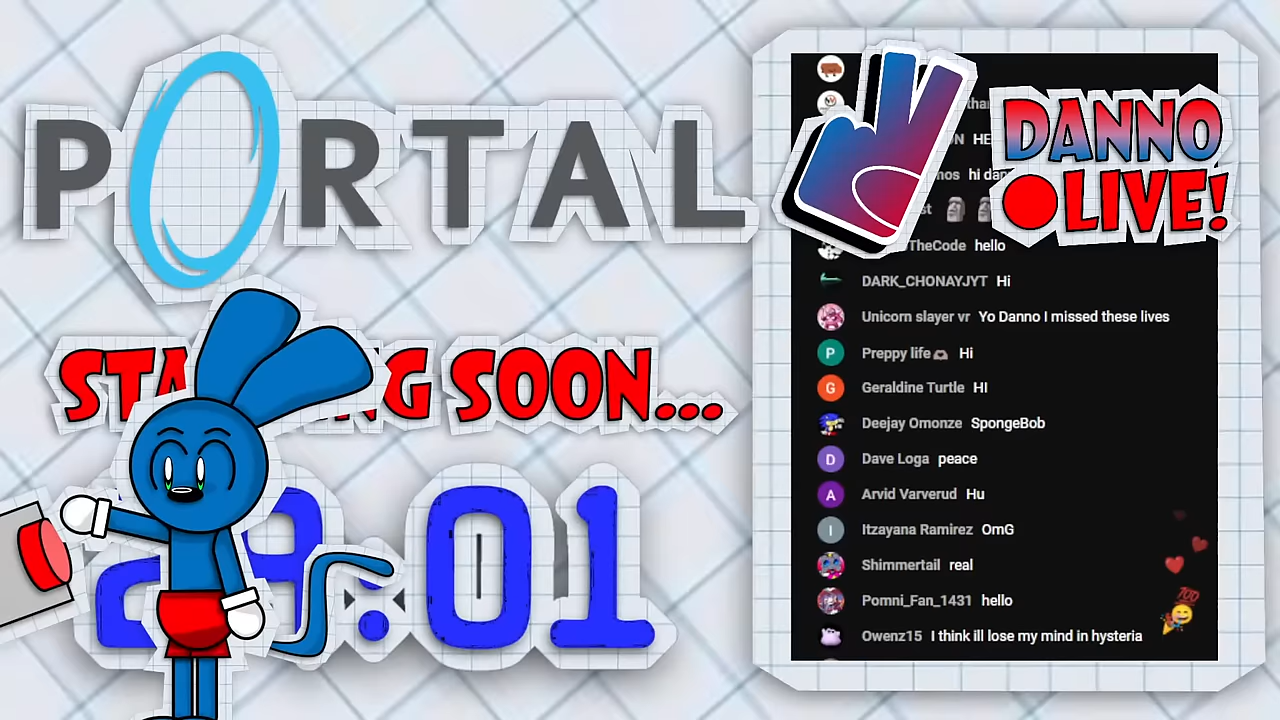 PORTAL
SOON...
:01
DANNO
LIVE!
HE
hi dan
TheCode hello
DARK_CHONAYJYT Hi
Unicorn slayer vr Yo Danno I missed these lives
P Preppy life Hi
G Geraldine Turtle HI
Deejay Omonze SpongeBob
D Dave Loga peace
A Arvid Varverud Hu
I Itzayana Ramirez OmG
Shimmertail real
Pomni_Fan_1431 hello
100
Owenz15 I think ill lose my mind in hysteria